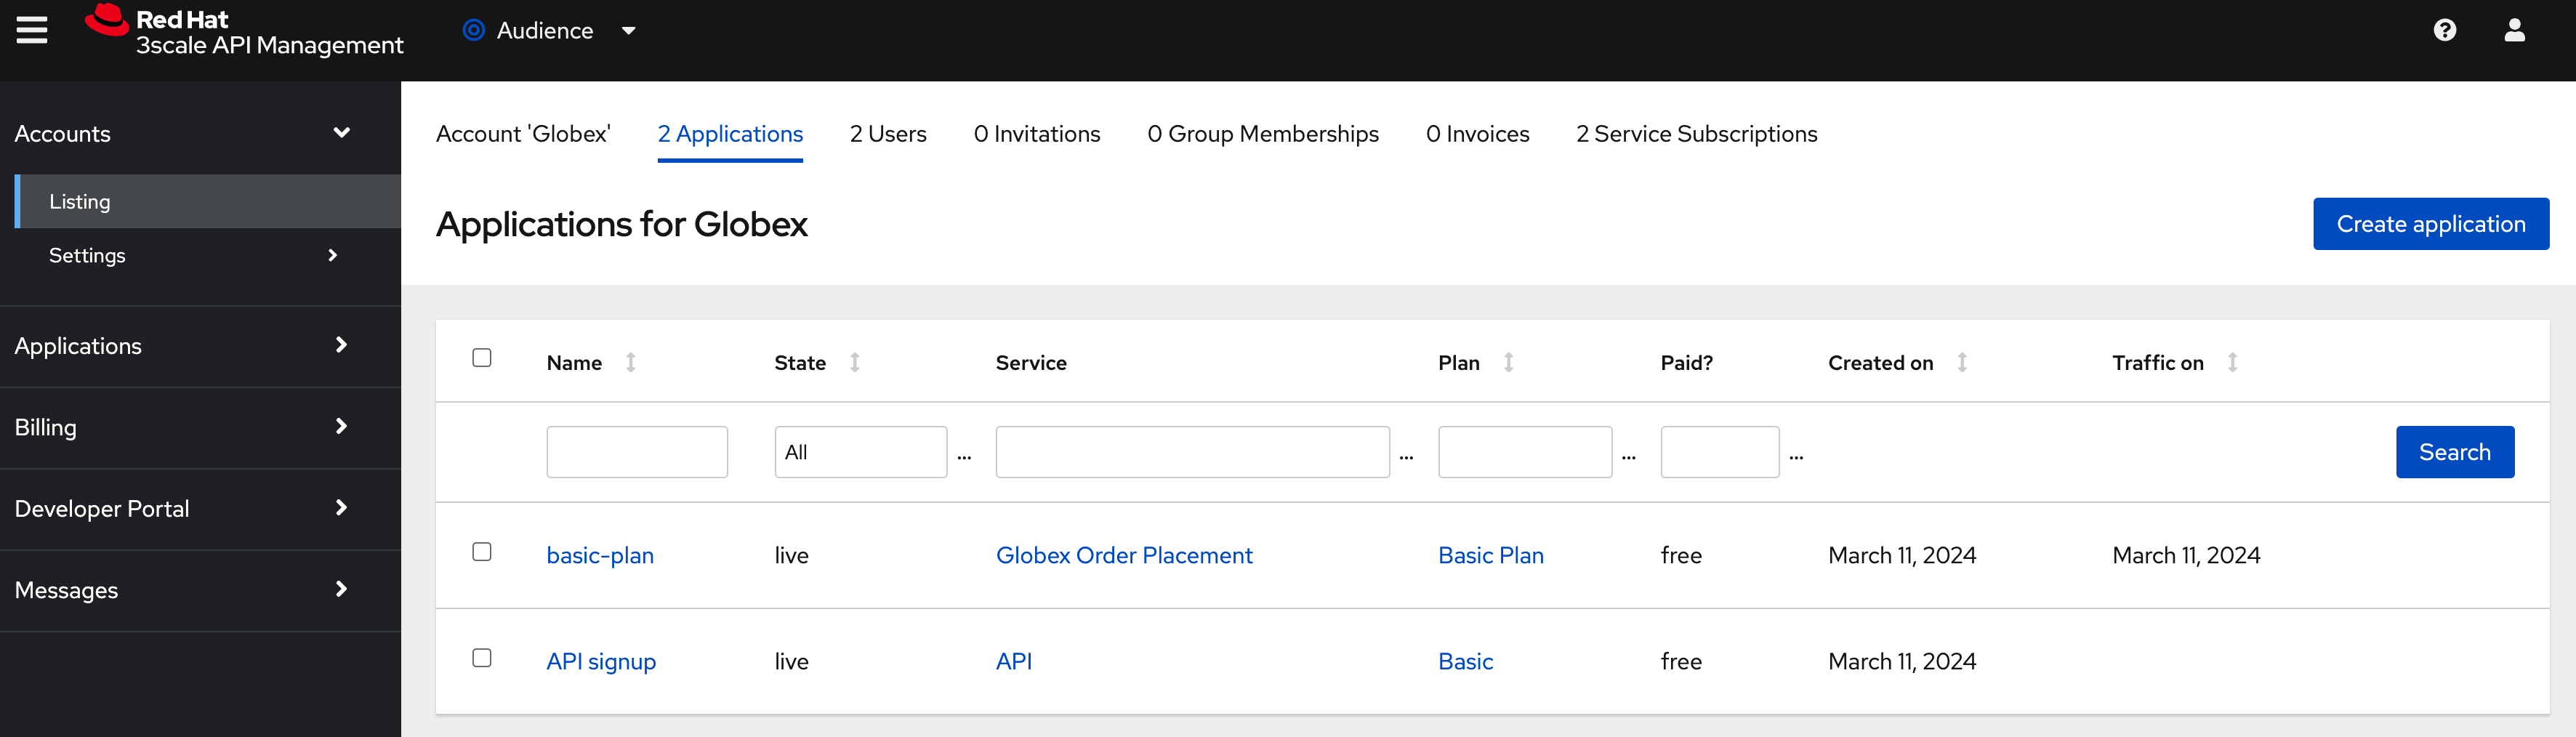 Red Hat
3scale API Management
Audience
Accounts
Listing
Settings
Applications
Billing
Developer Portal
Messages
Account 'Globex' 2 Applications 2 Users 0 Invitations 0 Group Memberships 0 Invoices 2 Service Subscriptions
Applications for Globex
Create application
Name State Service Plan Paid? Created on Traffic on
All ... ... ... ... Search
basic-plan live Globex Order Placement Basic Plan free March 11, 2024 March 11, 2024
API signup live API Basic free March 11, 2024